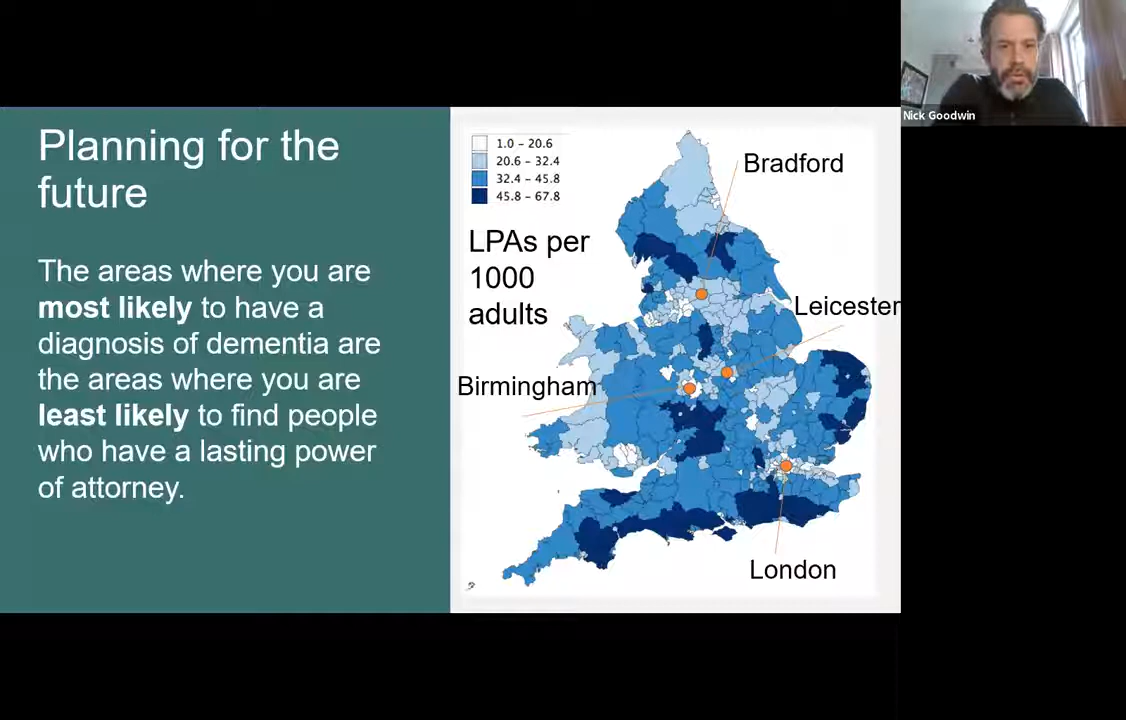 Planning for the
future
The areas where you are
most likely to have a
diagnosis of dementia are
the areas where you are
least likely to find people
who have a lasting power
of attorney.
1.0 – 20.6
20.6 – 32.4
32.4 – 45.8
45.8 – 67.8
LPAs per
1000
adults
Bradford
Leicester
Birmingham
London
Nick Goodwin